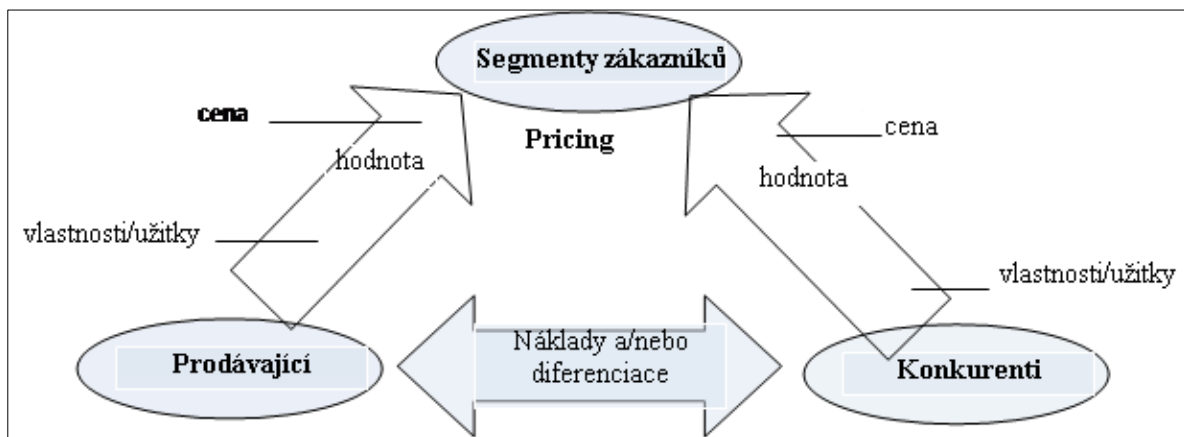 Segmenty zákazníků
cena
Pricing
cena
hodnota
hodnota
vlastnosti/užitky
vlastnosti/užitky
Prodávající
Náklady a/nebo
diferenciace
Konkurenti